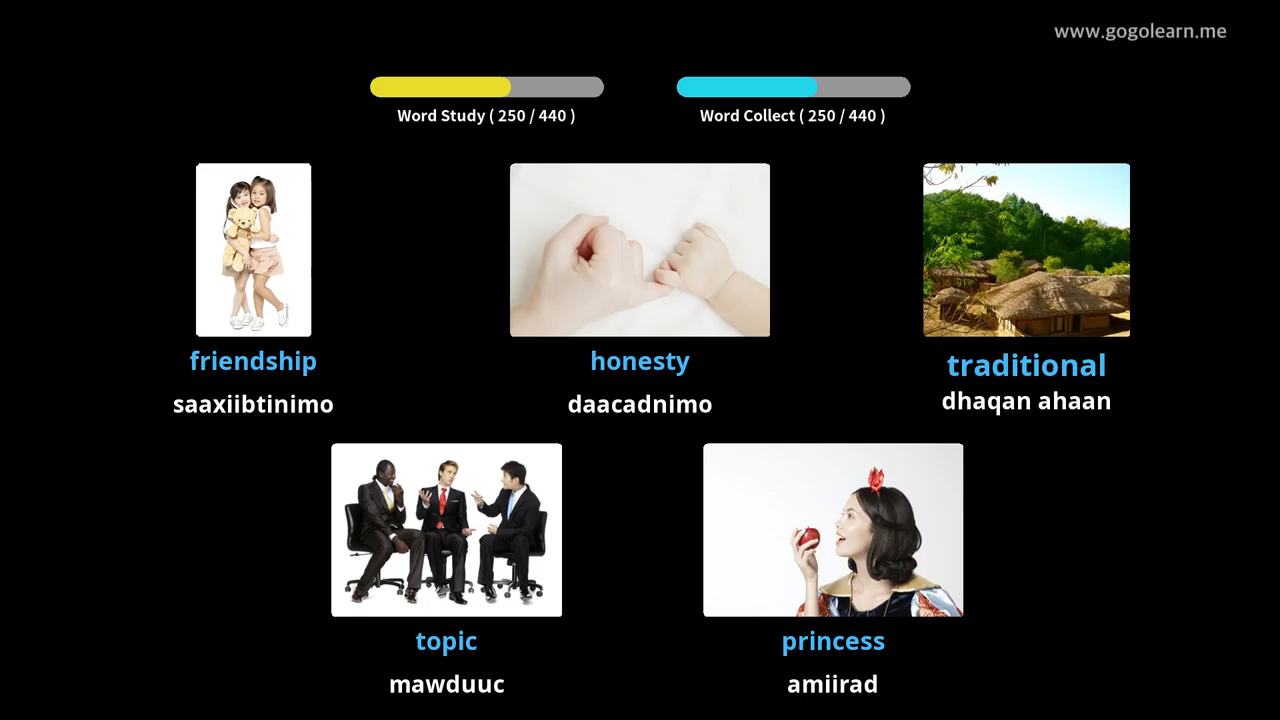 www.gogolearn.me
Word Study ( 250 / 440 )
Word Collect ( 250 / 440 )
friendship
saaxiibtinimo
honesty
daacadnimo
traditional
dhaqan ahaan
topic
mawduuc
princess
amiirad